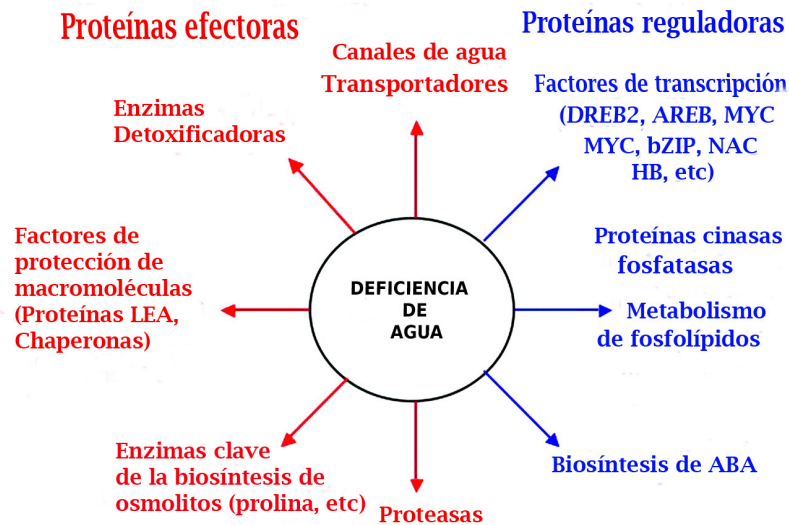 Proteínas efectoras
Proteínas reguladoras
Canales de agua
Transportadores
Enzimas
Detoxificadoras
Factores de transcripción
(DREB2, AREB, MYC
MYC, bZIP, NAC
HB, etc)
Factores de
protección de
macromoléculas
(Proteínas LEA,
Chaperonas)
DEFICIENCIA
DE
AGUA
Proteínas cinasas
fosfatasas
Metabolismo
de fosfolípidos
Enzimas clave
de la biosíntesis de
osmolitos (prolina, etc)
Proteasas
Biosíntesis de ABA